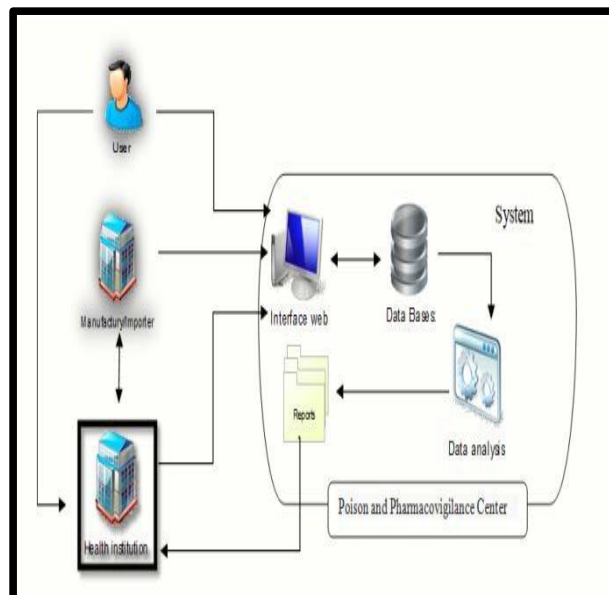 User
System
Manufactury/Importer
Interface web
Data Bases:
Reports
Data analysis
Health institution
Poison and Pharmacovigilance Center